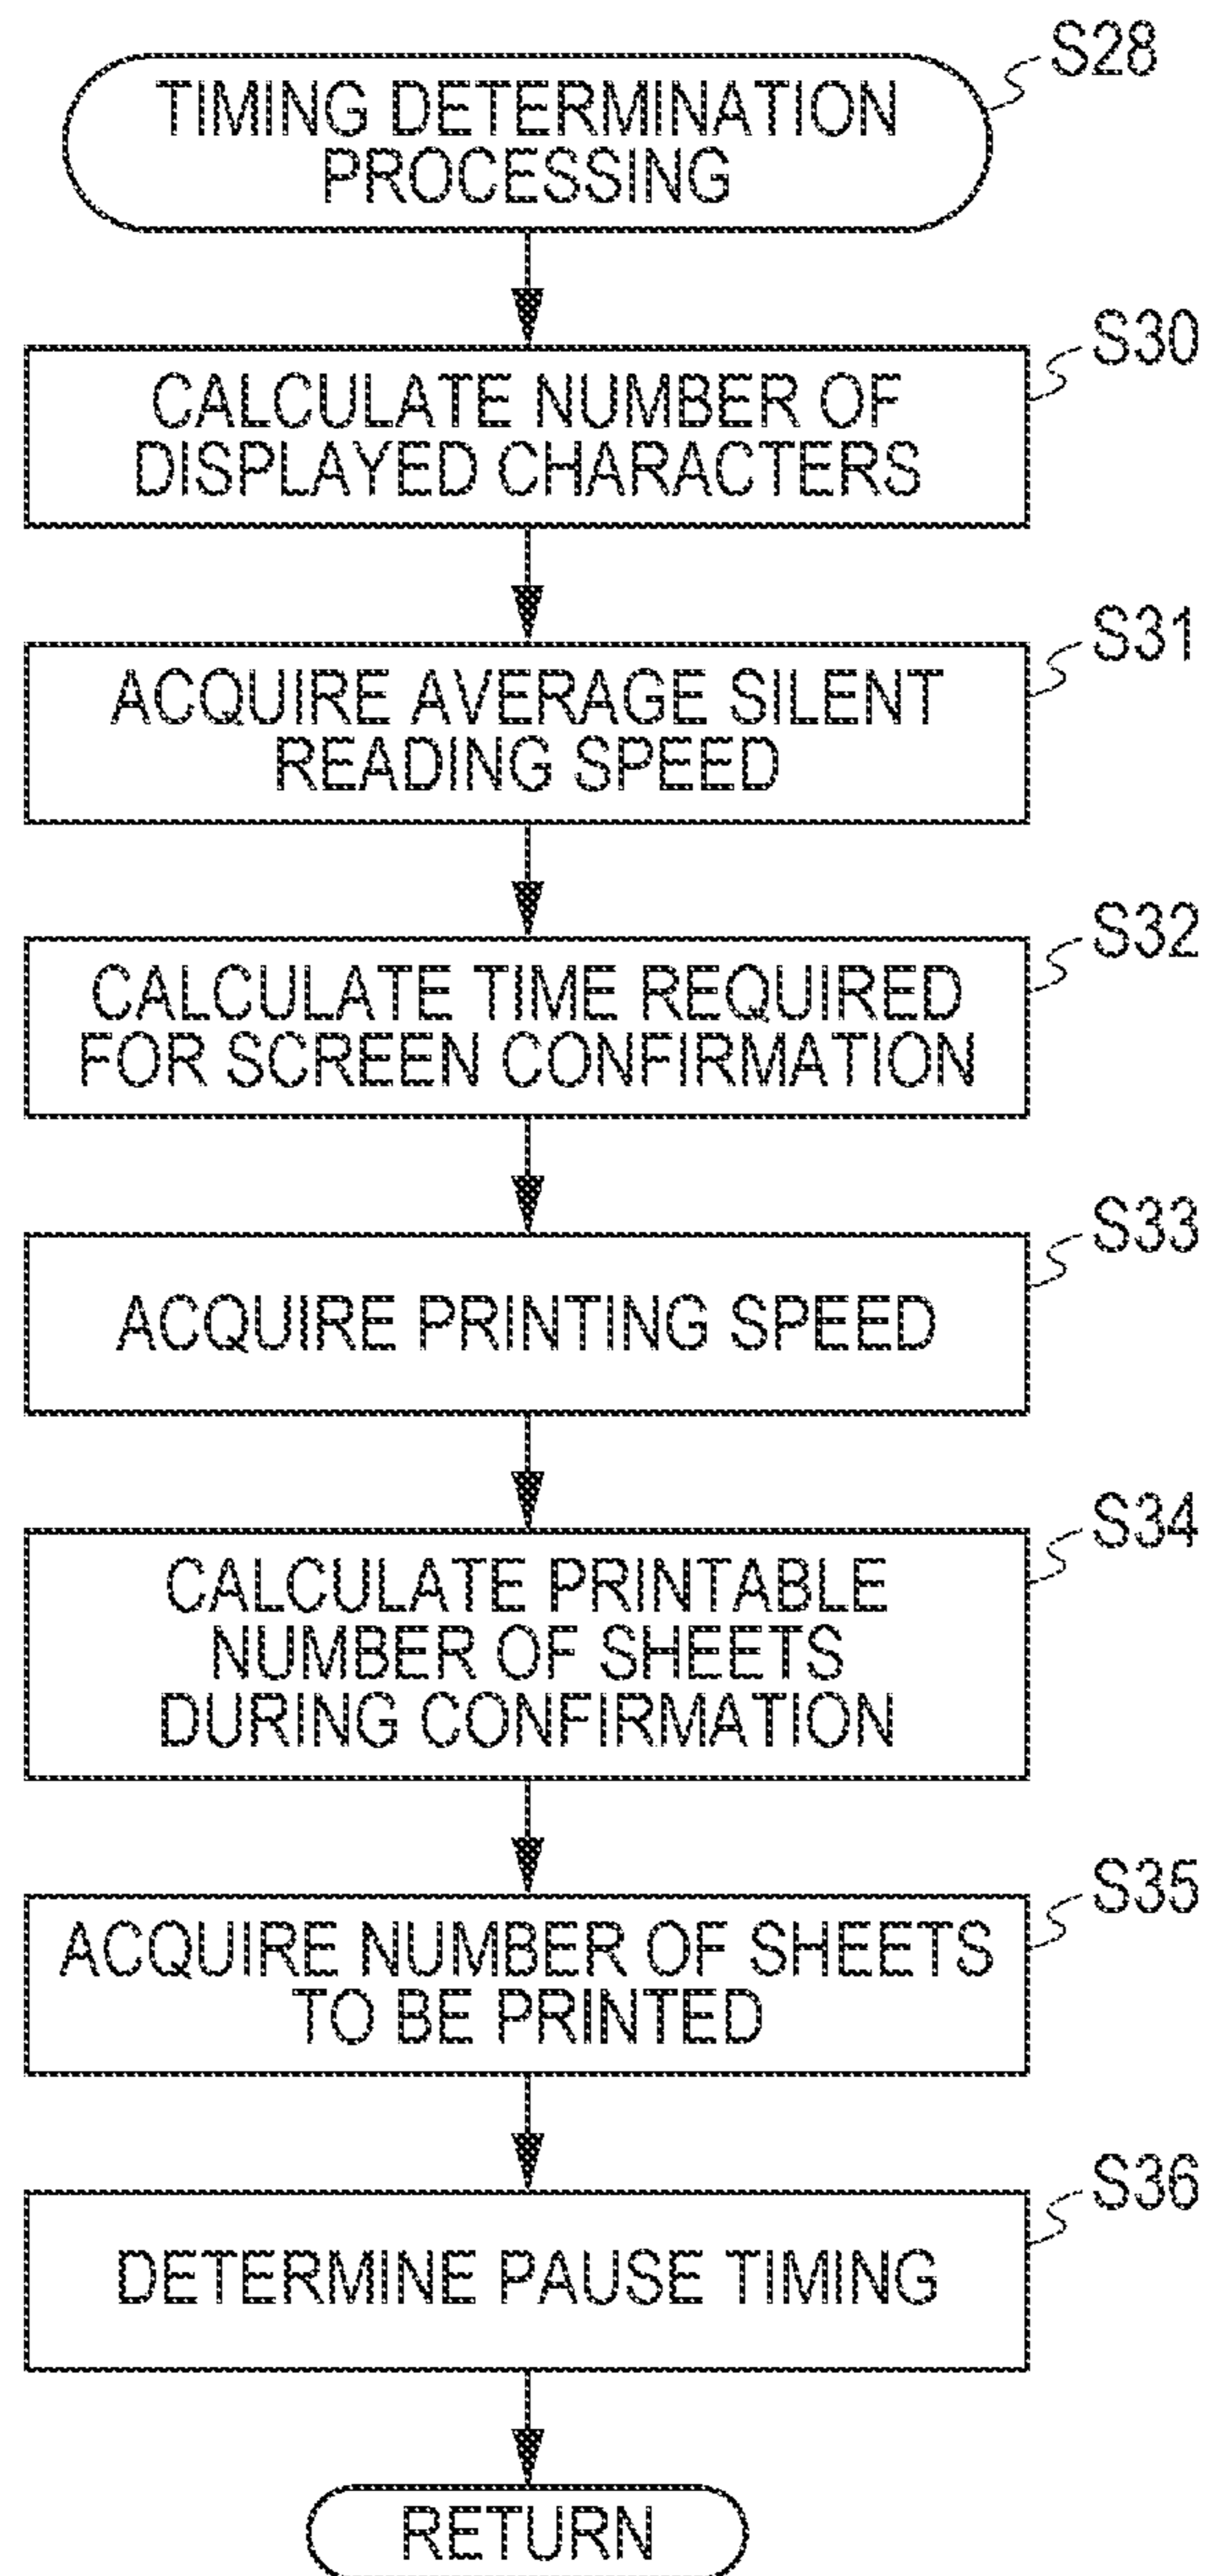 S28
TIMING DETERMINATION
PROCESSING
S30
CALCULATE NUMBER OF
DISPLAYED CHARACTERS
S31
ACQUIRE AVERAGE SILENT
READING SPEED
S32
CALCULATE TIME REQUIRED
FOR SCREEN CONFIRMATION
S33
ACQUIRE PRINTING SPEED
S34
CALCULATE PRINTABLE
NUMBER OF SHEETS
DURING CONFIRMATION
S35
ACQUIRE NUMBER OF SHEETS
TO BE PRINTED
S36
DETERMINE PAUSE TIMING
RETURN